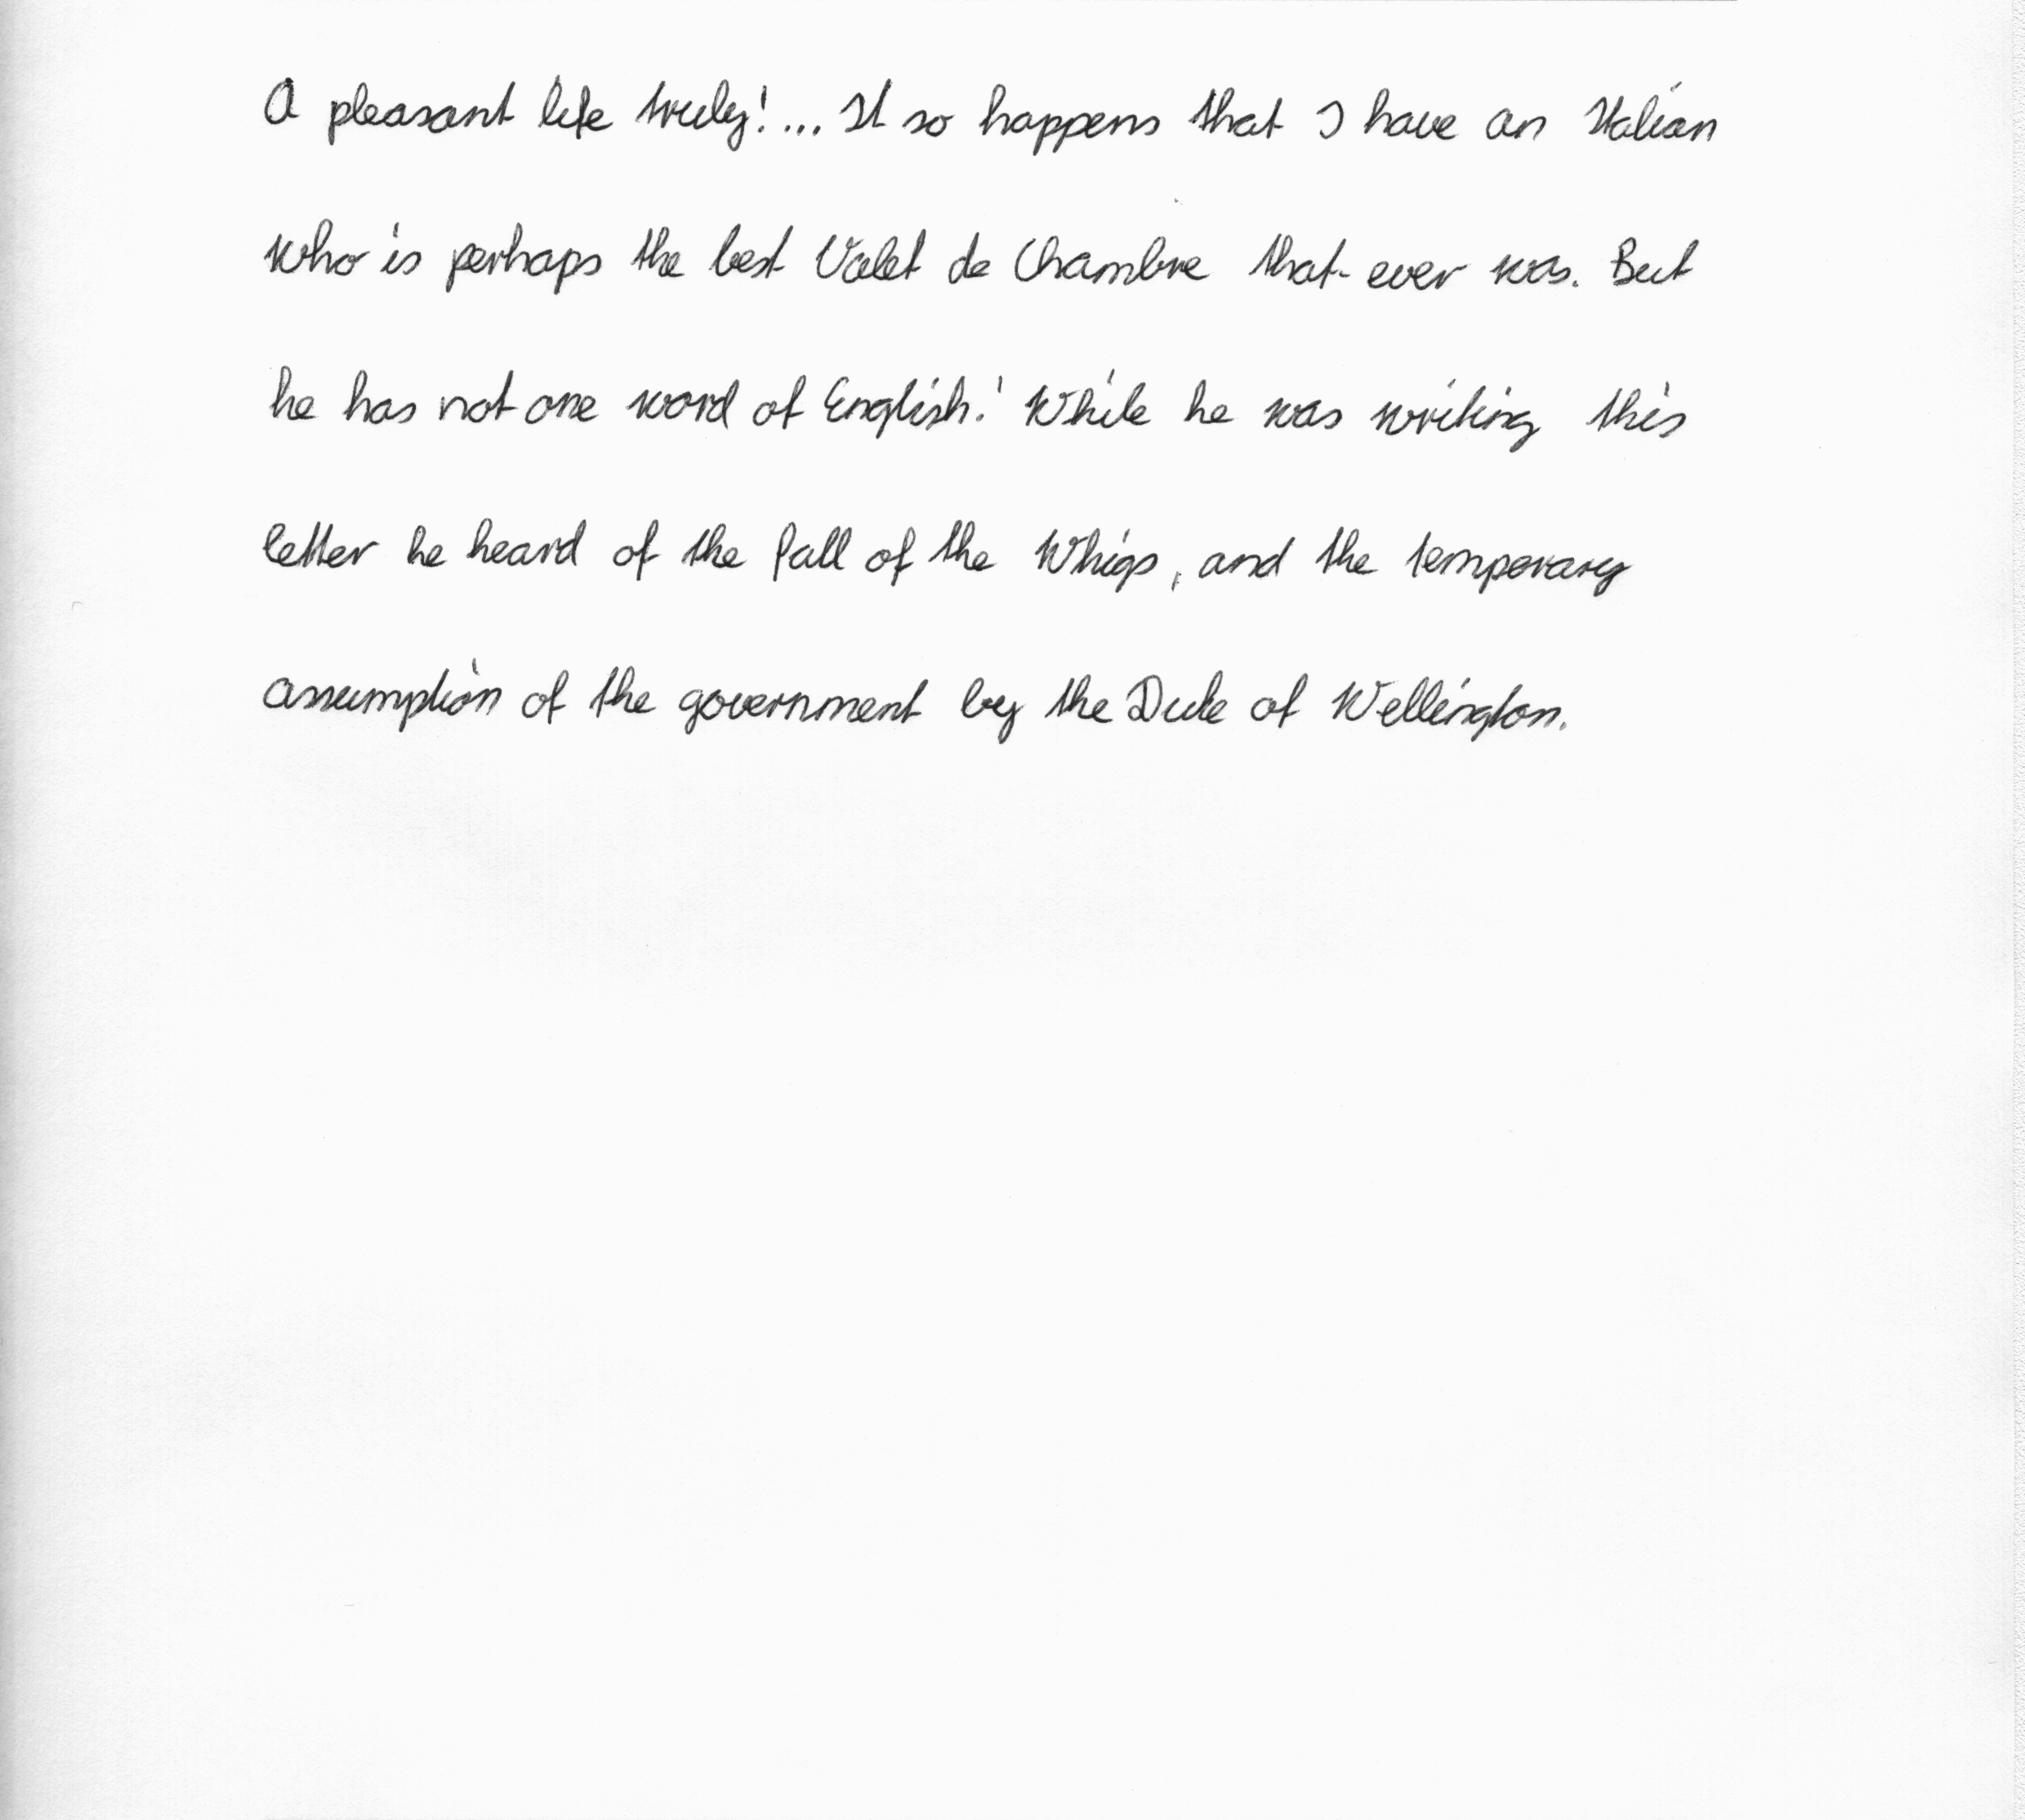 A pleasant life truly! ... It so happens that I have an Italian
who is perhaps the best Valet de Chambre that ever was. But
he has not one word of English.' While he was writing this
letter he heard of the fall of the Whigs, and the temporary
assumption of the government by the Duke of Wellington.